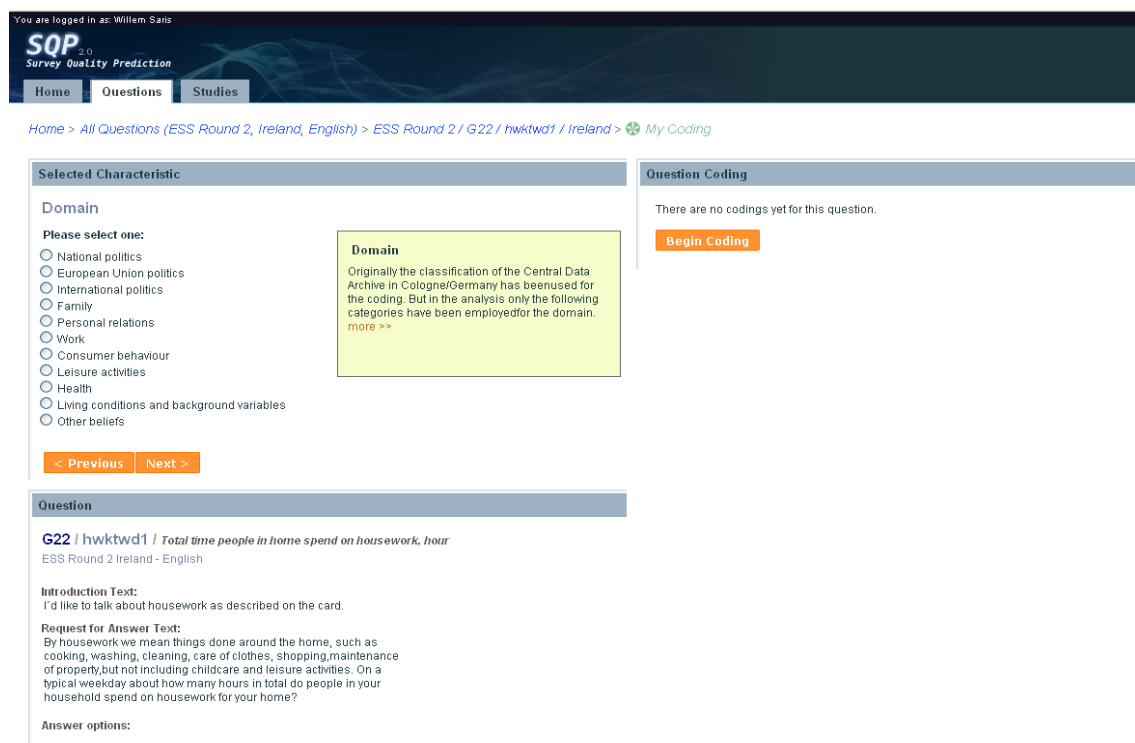 You are logged in as: Willem Saris
SQP 2.0
Survey Quality Prediction
Home Questions Studies
Home > All Questions (ESS Round 2, Ireland, English) > ESS Round 2 / G22 / hwktwd1 / Ireland > My Coding
Selected Characteristic
Domain
Please select one:
National politics
European Union politics
International politics
Family
Personal relations
Work
Consumer behaviour
Leisure activities
Health
Living conditions and background variables
Other beliefs
Domain
Originally the classification of the Central Data
Archive in Cologne/Germany has beenused for
the coding. But in the analysis only the following
categories have been employedfor the domain.
more >>
< Previous Next >
Question Coding
There are no codings yet for this question.
Begin Coding
Question
G22 / hwktwd1 / Total time people in home spend on housework, hour
ESS Round 2 Ireland - English
Introduction Text:
I´d like to talk about housework as described on the card.
Request for Answer Text:
By housework we mean things done around the home, such as
cooking, washing, cleaning, care of clothes, shopping,maintenance
of property,but not including childcare and leisure activities. On a
typical weekday about how many hours in total do people in your
household spend on housework for your home?
Answer options: